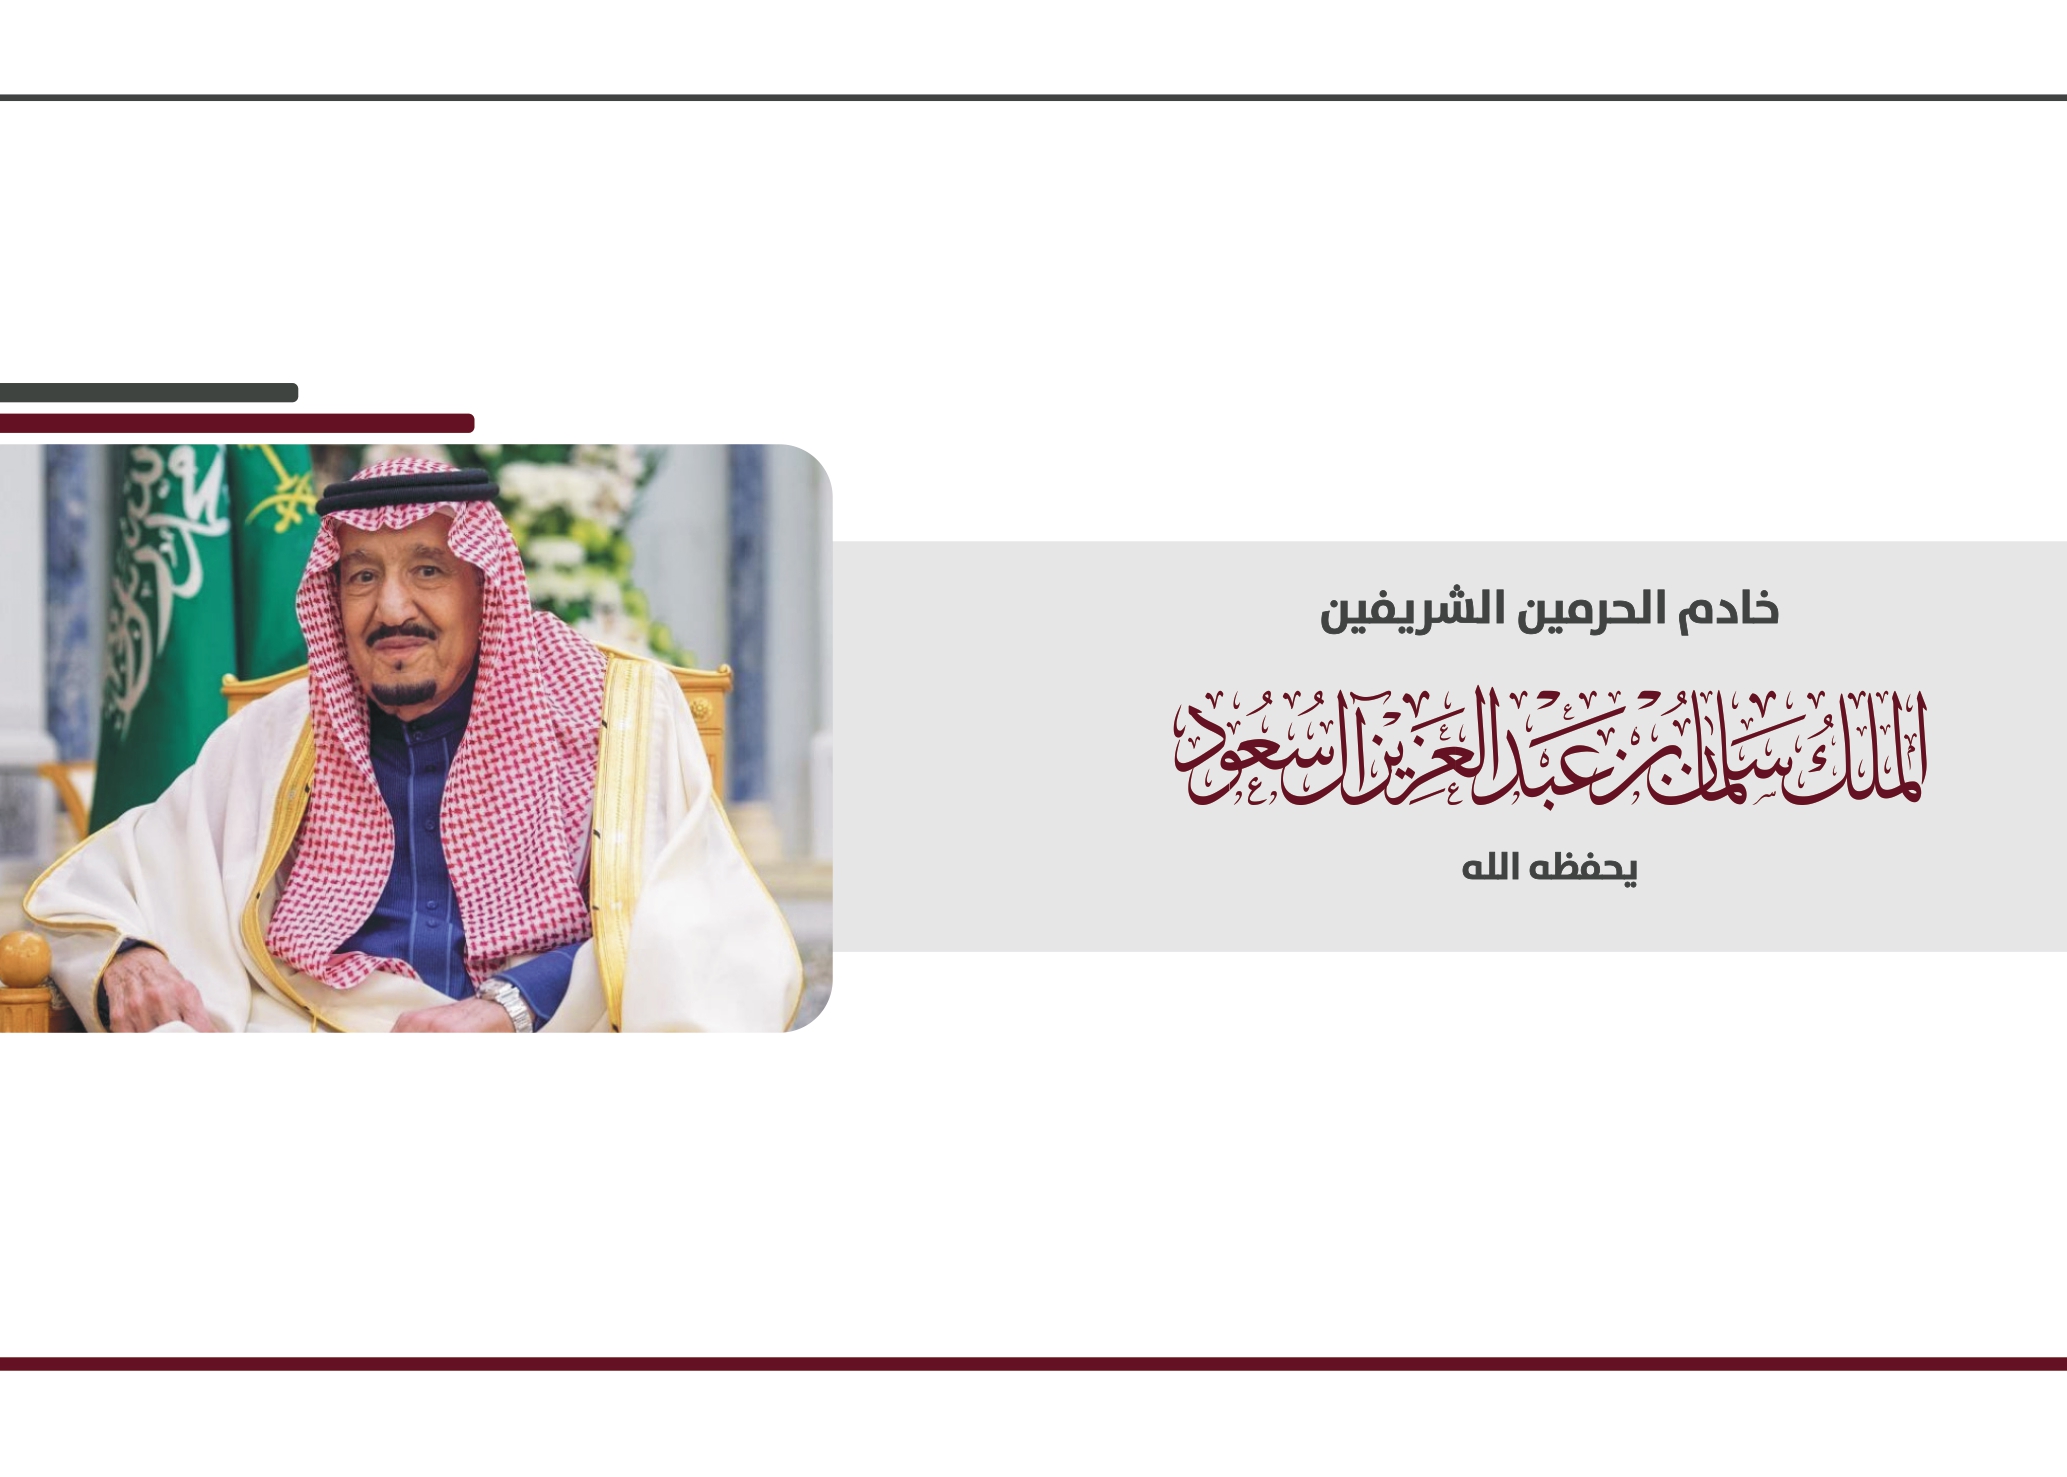 خادم الحرمين الشريفين
الملك سلمان بن عبدالعزيز آل سعود
يحفظه الله